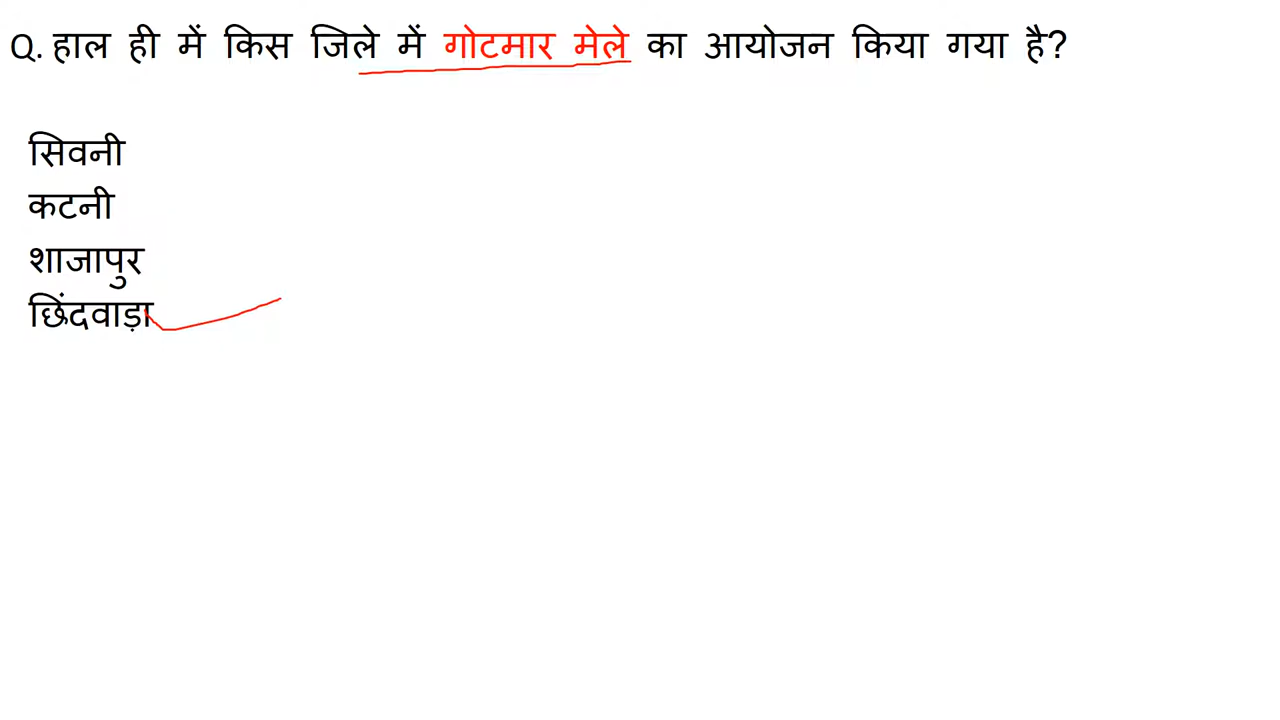 Q. हाल ही में किस जिले में गोटमार मेले का आयोजन किया गया है?
सिवनी
कटनी
शाजापुर
छिंदवाड़ा